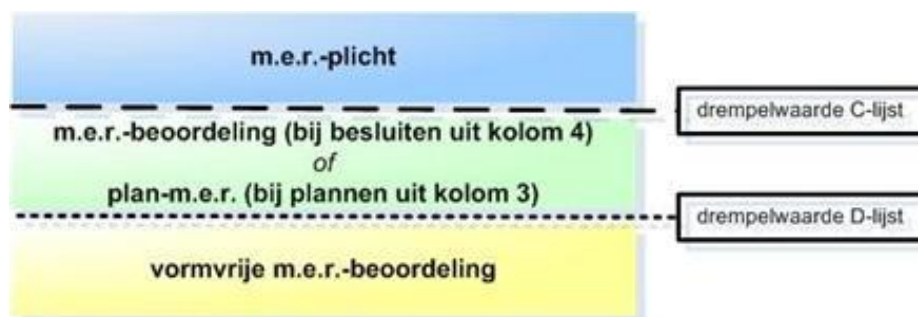 m.e.r.-plicht
drempelwaarde C-lijst
m.e.r.-beoordeling (bij besluiten uit kolom 4)
of
plan-m.e.r. (bij plannen uit kolom 3)
drempelwaarde D-lijst
vormvrije m.e.r.-beoordeling